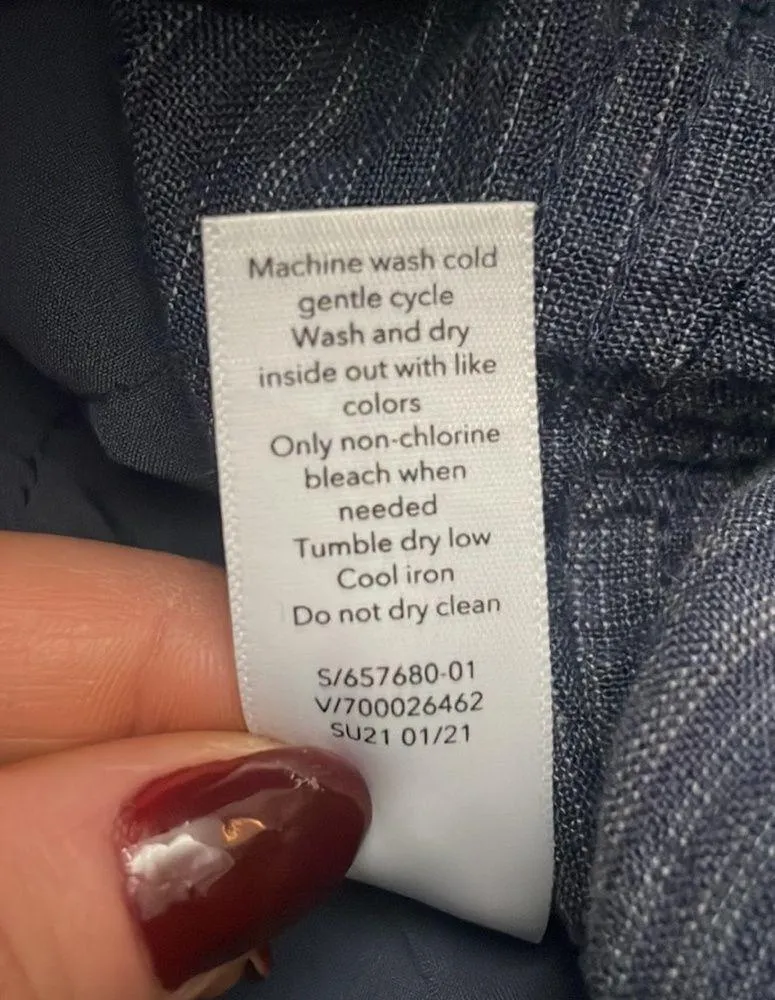 Machine wash cold
gentle cycle
Wash and dry
inside out with like
colors
Only non-chlorine
bleach when
needed
Tumble dry low
Cool iron
Do not dry clean
S/657680-01
V/700026462
SU21 01/21